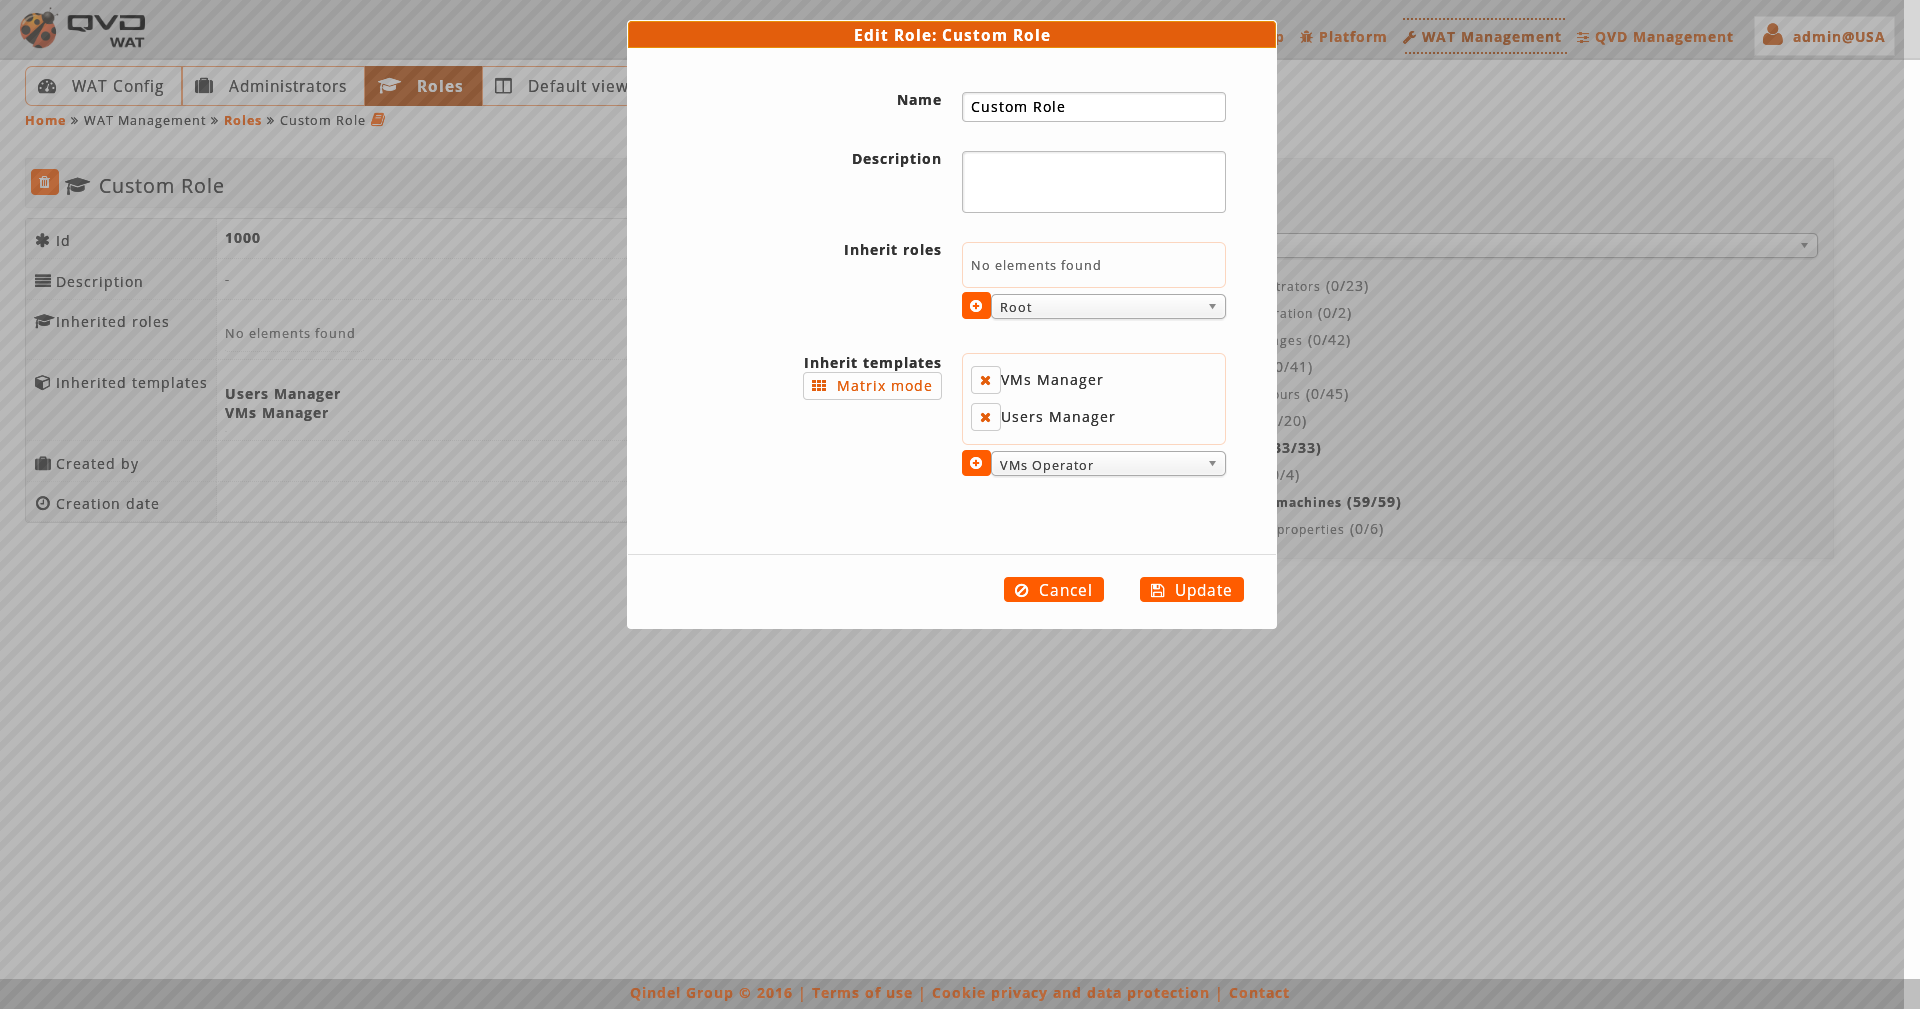 QVD
WAT
Platform
WAT Management
QVD Management
admin@USA
WAT Config
Administrators
Roles
Default view
Home » WAT Management » Roles » Custom Role
Custom Role
Id
1000
Description
-
Inherited roles
No elements found
Inherited templates
Users Manager
VMs Manager
Created by
Creation date
Edit Role: Custom Role
Name
Custom Role
Description
Inherit roles
No elements found
Root
Inherit templates
Matrix mode
VMs Manager
Users Manager
VMs Operator
Cancel
Update
trators (0/23)
ration (0/2)
ges (0/42)
0/41)
ours (0/45)
/20)
33/33)
0/4)
machines (59/59)
properties (0/6)
Qindel Group © 2016 | Terms of use | Cookie privacy and data protection | Contact